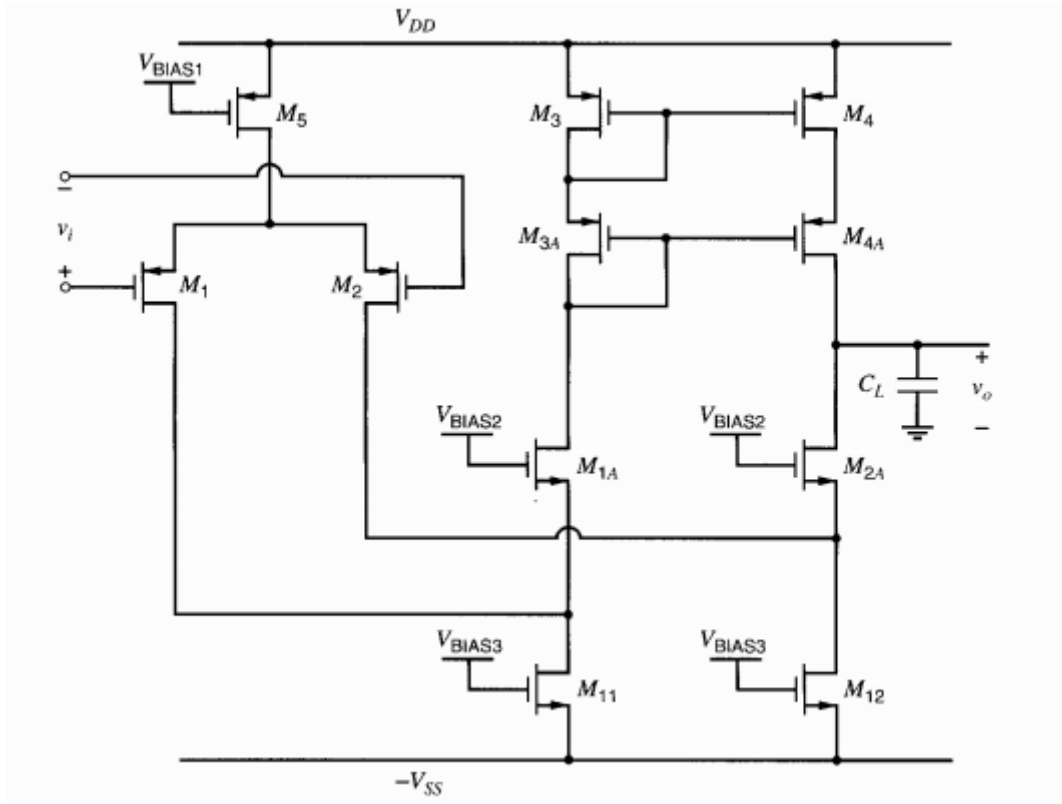 V_DD
V_BIAS1
M_5
M_3
M_4
−
v_i
+
M_1
M_2
M_3A
M_4A
C_L
+
v_o
−
V_BIAS2
M_1A
V_BIAS2
M_2A
V_BIAS3
M_11
V_BIAS3
M_12
−V_SS